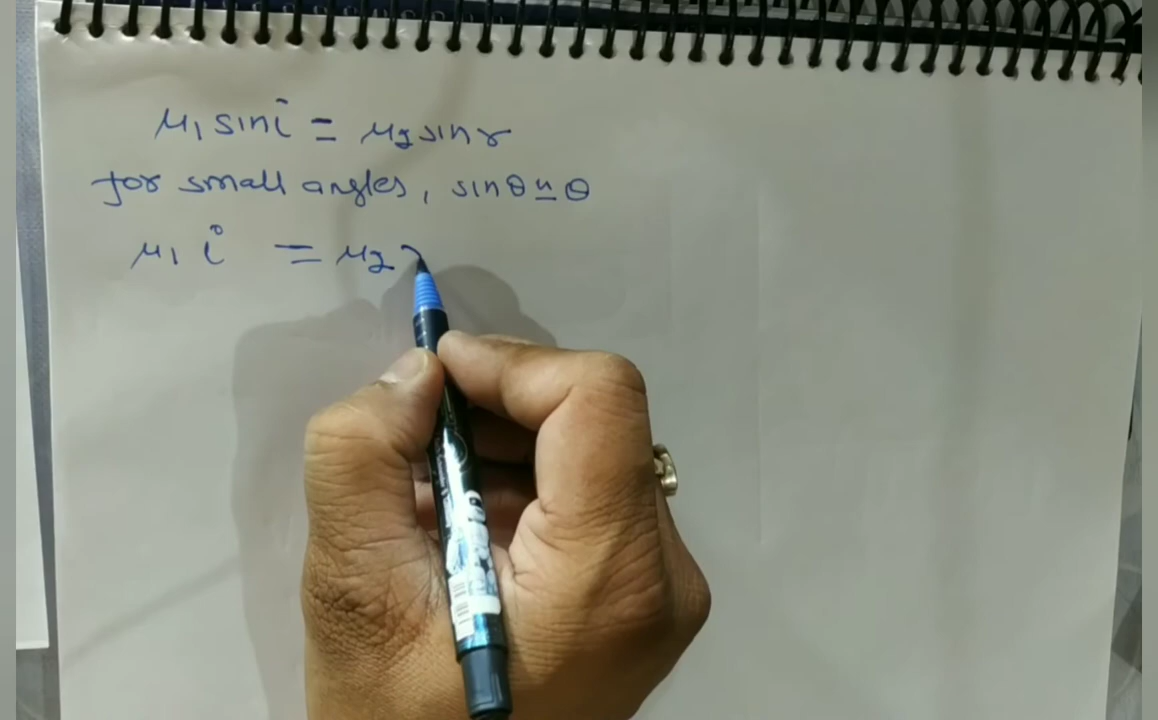 μ₁ sin i = μ₂ sin r
for small angles, sin θ ≃ θ
μ₁ i = μ₂